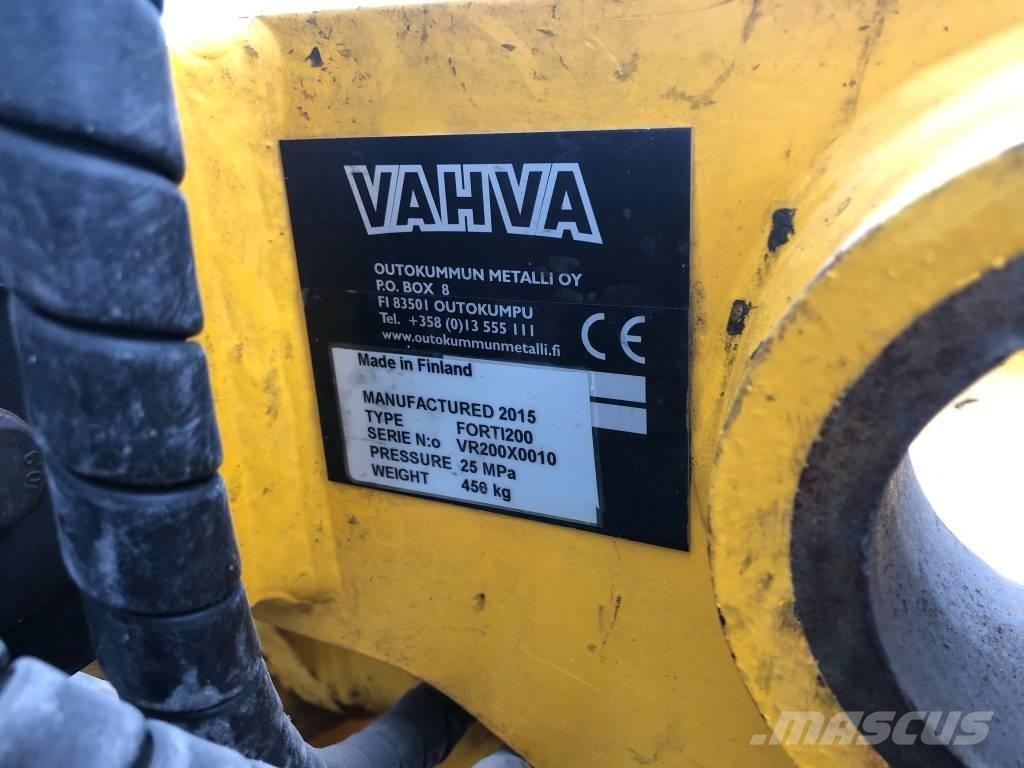 VAHVA
OUTOKUMMUN METALLI OY
P.O. BOX 8
FI 83501 OUTOKUMPU
Tel. +358 (0)13 555 111
www.outokummunmetalli.fi
CE
Made in Finland
MANUFACTURED 2015
TYPE FORTI200
SERIE N:o VR200X0010
PRESSURE 25 MPa
WEIGHT 450 kg
MASCUS